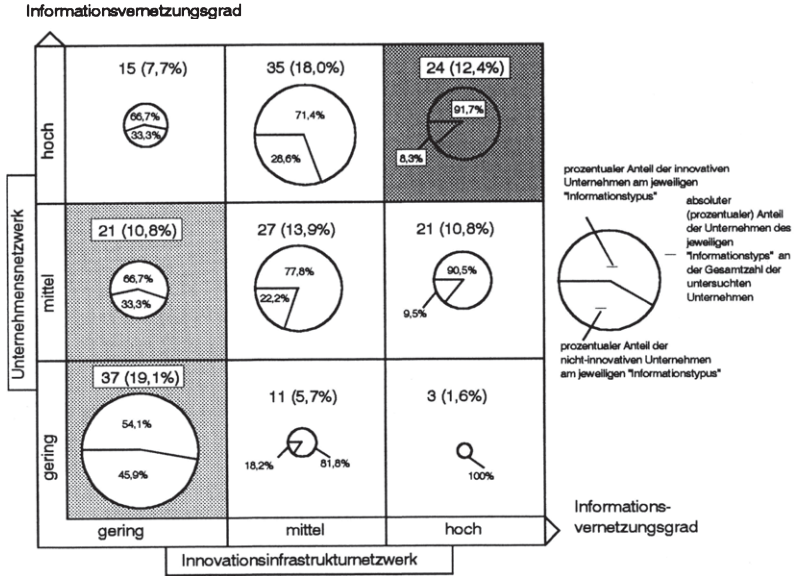 Informationsvernetzungsgrad
15 (7,7%)
35 (18,0%)
24 (12,4%)
hoch
66,7%
33,3%
71,4%
28,6%
91,7%
8,3%
Unternehmensnetzwerk
21 (10,8%)
27 (13,9%)
21 (10,8%)
mittel
66,7%
33,3%
77,8%
22,2%
90,5%
9,5%
37 (19,1%)
11 (5,7%)
3 (1,6%)
gering
54,1%
45,9%
18,2%
81,8%
100%
gering
mittel
hoch
Innovationsinfrastrukturnetzwerk
Informations-
vernetzungsgrad
prozentualer Anteil der innovativen
Unternehmen am jeweiligen
"Informationstypus"
absoluter
(prozentualer) Anteil
der Unternehmen des
jeweiligen
"Informationstyps" an
der Gesamtzahl der
untersuchten
Unternehmen
prozentualer Anteil der
nicht-innovativen Unternehmen
am jeweiligen "Informationstypus"